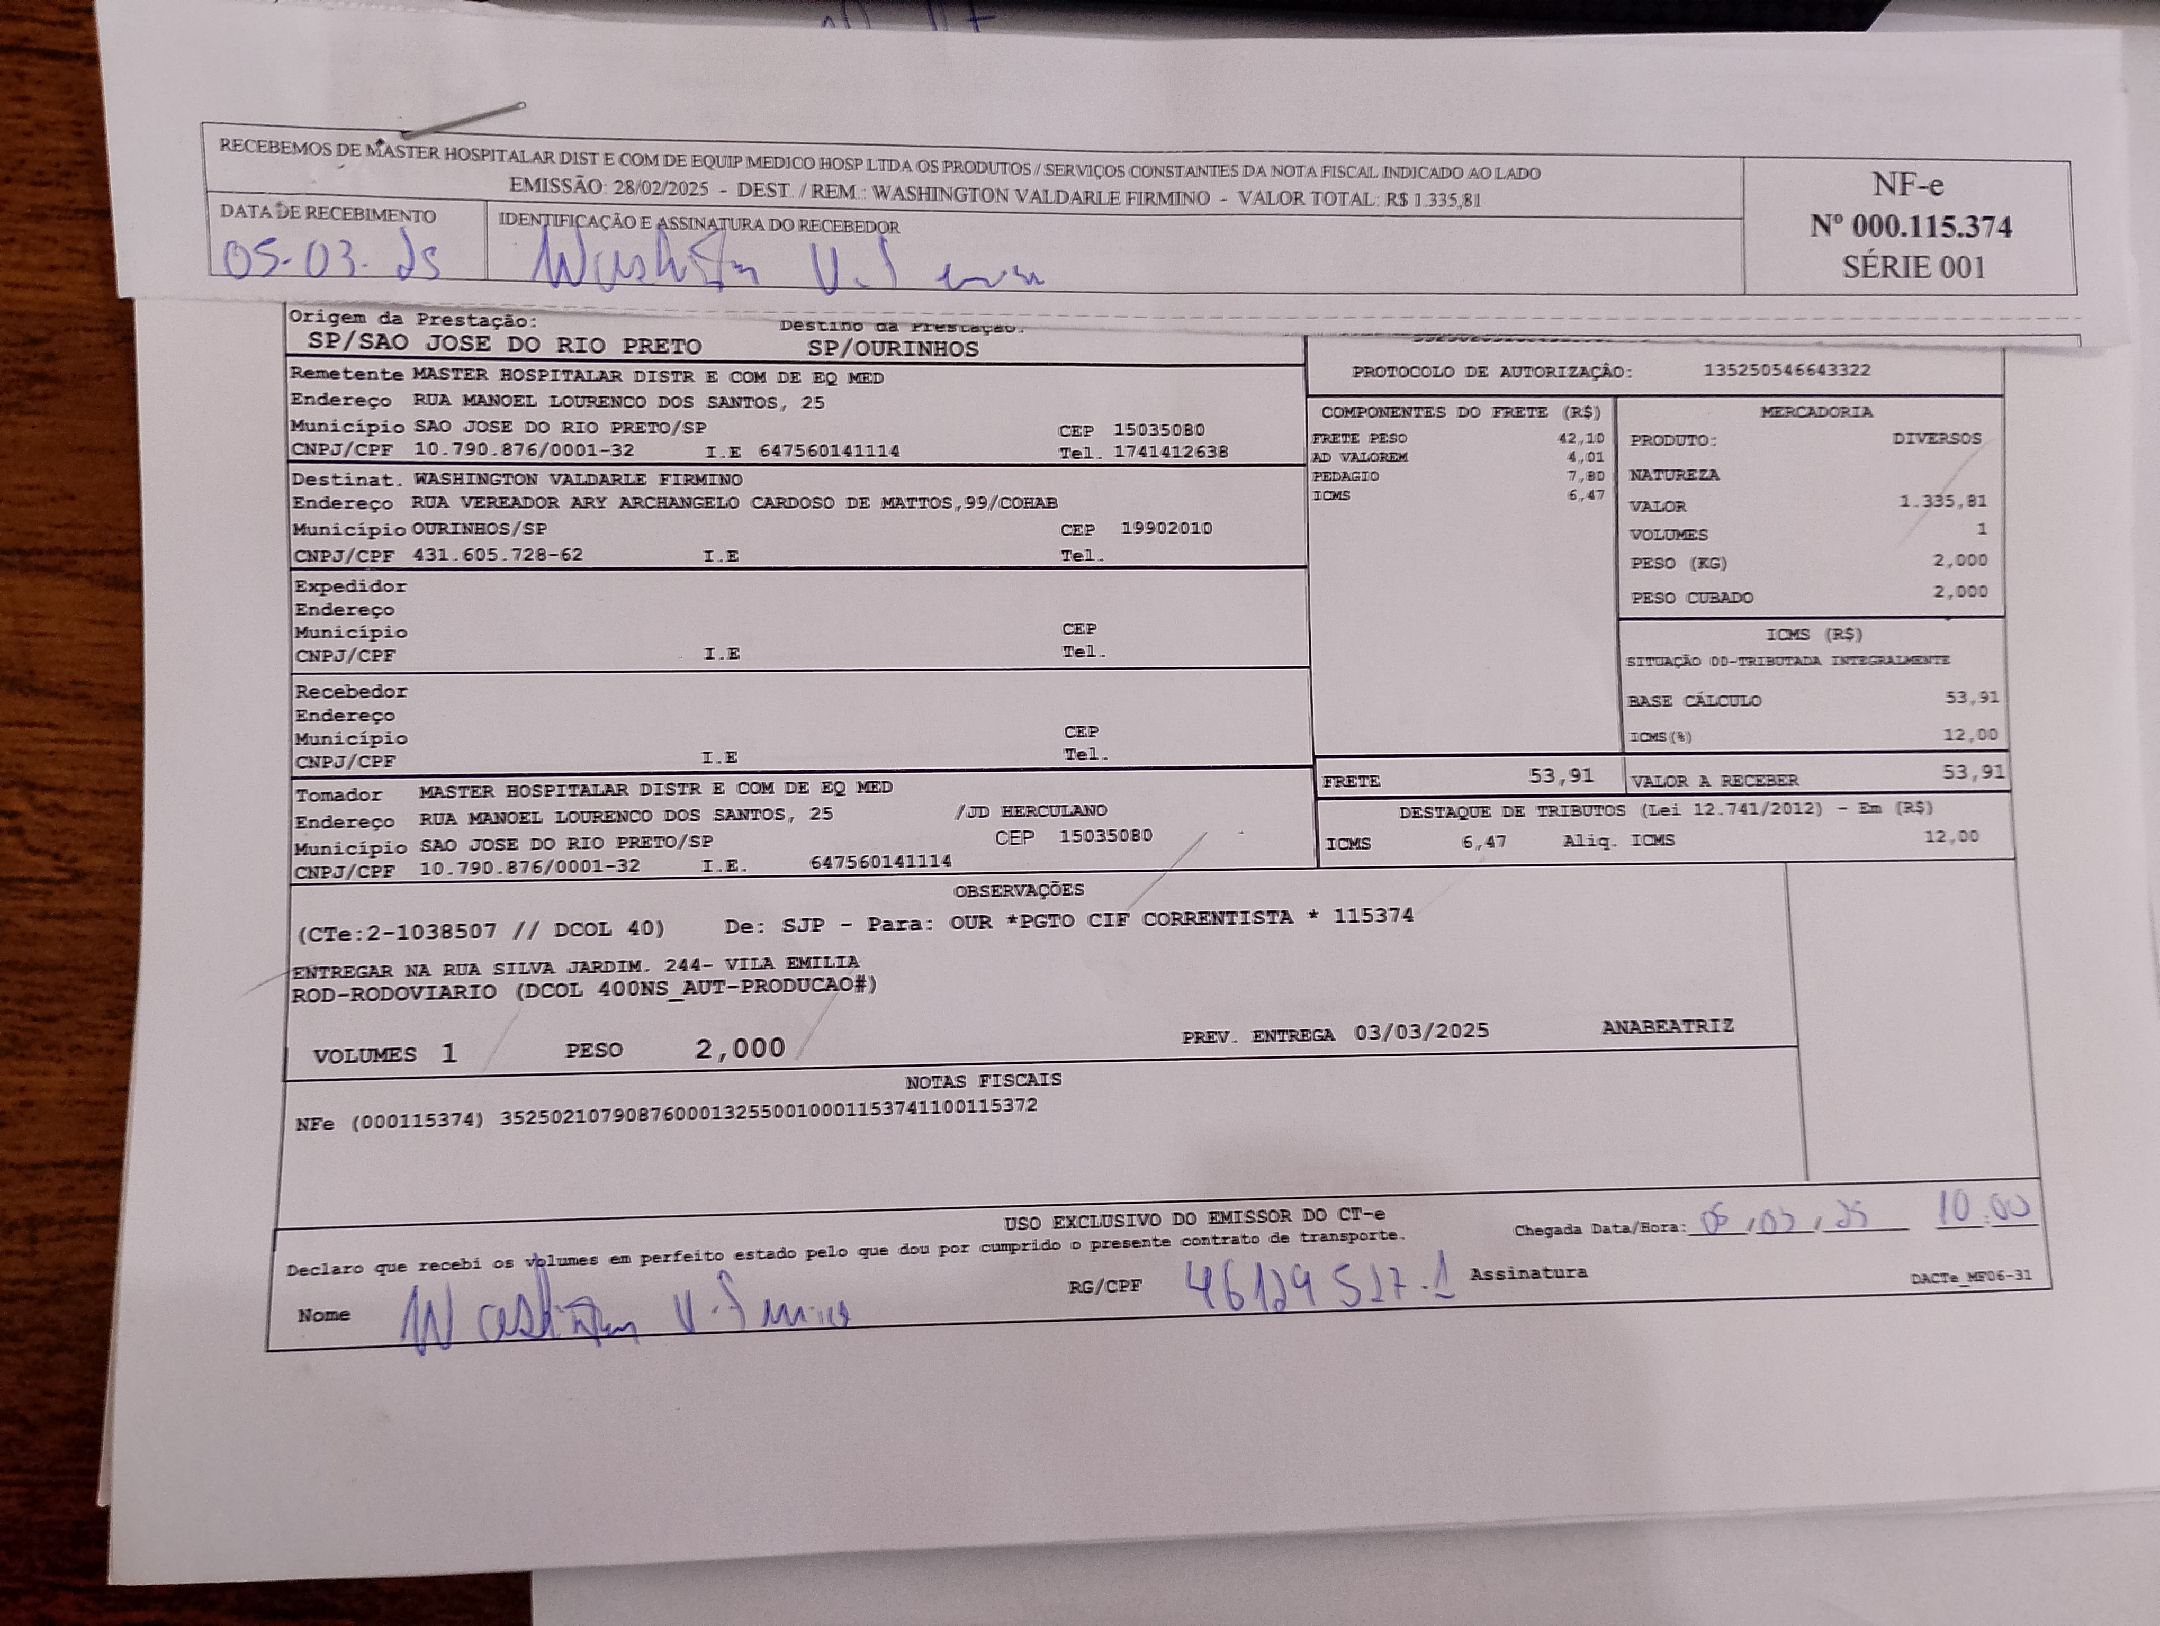 RECEBEMOS DE MASTER HOSPITALAR DIST E COM DE EQUIP MEDICO HOSP LTDA OS PRODUTOS / SERVIÇOS CONSTANTES DA NOTA FISCAL INDICADO AO LADO
EMISSÃO: 28/02/2025 - DEST. / REM.: WASHINGTON VALDARLE FIRMINO - VALOR TOTAL: R$ 1.335,81
NF-e
Nº 000.115.374
SÉRIE 001
DATA DE RECEBIMENTO
05-03-25
IDENTIFICAÇÃO E ASSINATURA DO RECEBEDOR
Origem da Prestação:
SP/SAO JOSE DO RIO PRETO
Destino da Prestação:
SP/OURINHOS
Remetente MASTER HOSPITALAR DISTR E COM DE EQ MED
Endereço RUA MANOEL LOURENCO DOS SANTOS, 25
Município SAO JOSE DO RIO PRETO/SP CEP 15035080
CNPJ/CPF 10.790.876/0001-32 I.E 647560141114 Tel. 1741412638
Destinat. WASHINGTON VALDARLE FIRMINO
Endereço RUA VEREADOR ARY ARCHANGELO CARDOSO DE MATTOS,99/COHAB
Município OURINHOS/SP CEP 19902010
CNPJ/CPF 431.605.728-62 I.E Tel.
Expedidor
Endereço
Município CEP
CNPJ/CPF I.E Tel.
Recebedor
Endereço
Município CEP
CNPJ/CPF I.E Tel.
Tomador MASTER HOSPITALAR DISTR E COM DE EQ MED
Endereço RUA MANOEL LOURENCO DOS SANTOS, 25 /JD HERCULANO
Município SAO JOSE DO RIO PRETO/SP CEP 15035080
CNPJ/CPF 10.790.876/0001-32 I.E. 647560141114
PROTOCOLO DE AUTORIZAÇÃO: 135250546643322
COMPONENTES DO FRETE (R$)
FRETE PESO 42,10
AD VALOREM 4,01
PEDAGIO 7,80
ICMS 6,47
MERCADORIA
PRODUTO: DIVERSOS
NATUREZA
VALOR 1.335,81
VOLUMES 1
PESO (KG) 2,000
PESO CUBADO 2,000
ICMS (R$)
SITUAÇÃO 00-TRIBUTADA INTEGRALMENTE
BASE CÁLCULO 53,91
ICMS(%) 12,00
FRETE 53,91
VALOR A RECEBER 53,91
DESTAQUE DE TRIBUTOS (Lei 12.741/2012) - Em (R$)
ICMS 6,47 Aliq. ICMS 12,00
OBSERVAÇÕES
(CTe:2-1038507 // DCOL 40) De: SJP - Para: OUR *PGTO CIF CORRENTISTA * 115374
ENTREGAR NA RUA SILVA JARDIM. 244- VILA EMILIA
ROD-RODOVIARIO (DCOL 400NS_AUT-PRODUCAO#)
VOLUMES 1 PESO 2,000 PREV. ENTREGA 03/03/2025 ANABEATRIZ
NOTAS FISCAIS
NFe (000115374) 35250210790876000132550010001153741100115372
USO EXCLUSIVO DO EMISSOR DO CT-e
Declaro que recebi os volumes em perfeito estado pelo que dou por cumprido o presente contrato de transporte.
Chegada Data/Hora: 05,03,25 10:00
Nome
RG/CPF 46129527-1 Assinatura
DACTe_MF06-31